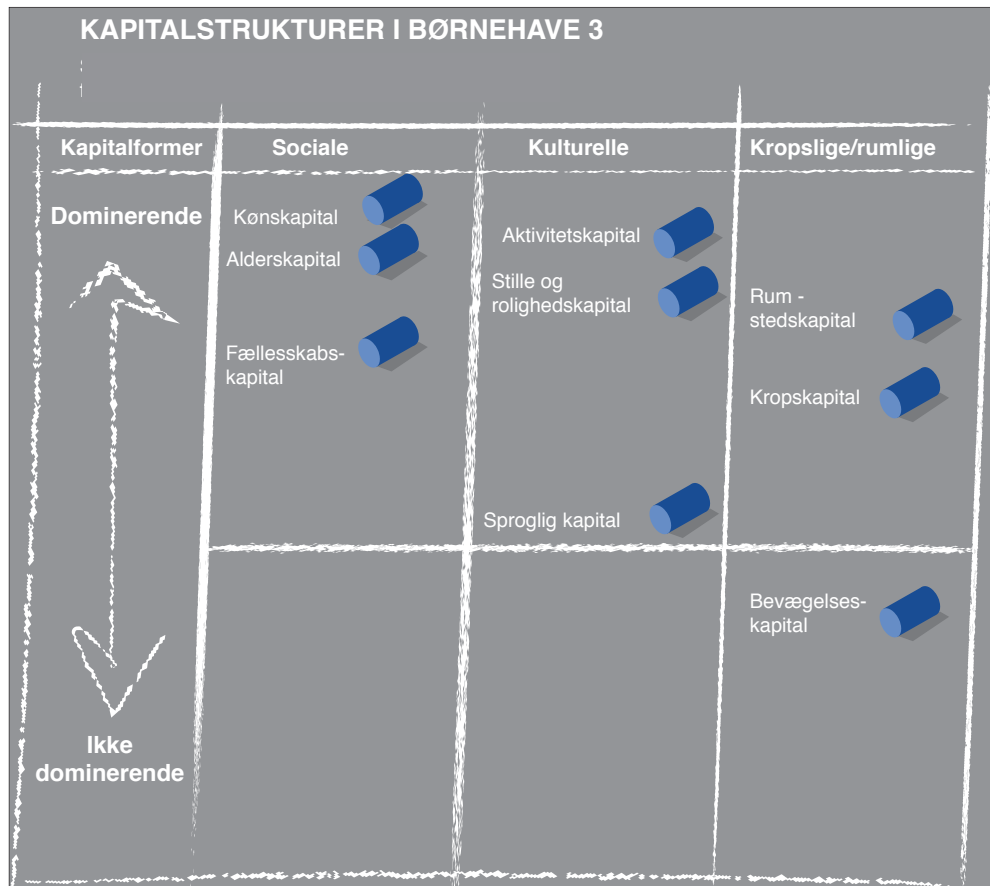 KAPITALSTRUKTURER I BØRNEHAVE 3
Kapitalformer
Sociale
Kulturelle
Kropslige/rumlige
Dominerende
Kønskapital
Alderskapital
Fællesskabs-
kapital
Aktivitetskapital
Stille og
rolighedskapital
Sproglig kapital
Rum -
stedskapital
Kropskapital
Bevægelses-
kapital
Ikke
dominerende